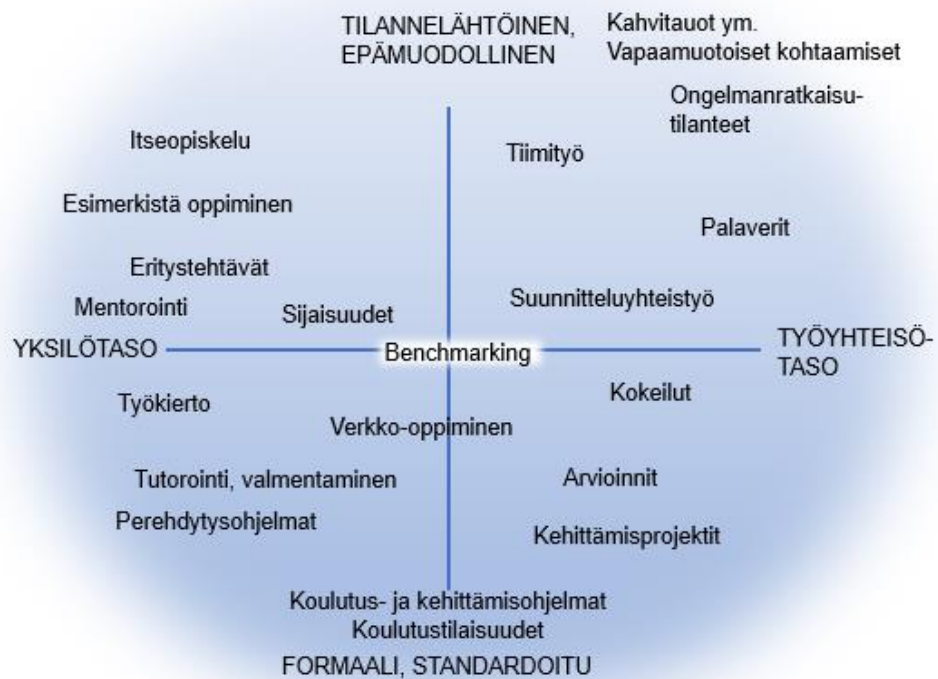 TILANNELÄHTÖINEN,
EPÄMUODOLLINEN
Kahvitauot ym.
Vapaamuotoiset kohtaamiset
Ongelmanratkaisu-
tilanteet
Itseopiskelu
Tiimityö
Esimerkistä oppiminen
Palaverit
Eritystehtävät
Mentorointi
Sijaisuudet
Suunnitteluyhteistyö
YKSILÖTASO
Benchmarking
TYÖYHTEISÖ-
TASO
Työkierto
Kokeilut
Verkko-oppiminen
Tutorointi, valmentaminen
Arvioinnit
Perehdytysohjelmat
Kehittämisprojektit
Koulutus- ja kehittämisohjelmat
Koulutustilaisuudet
FORMAALI, STANDARDOITU